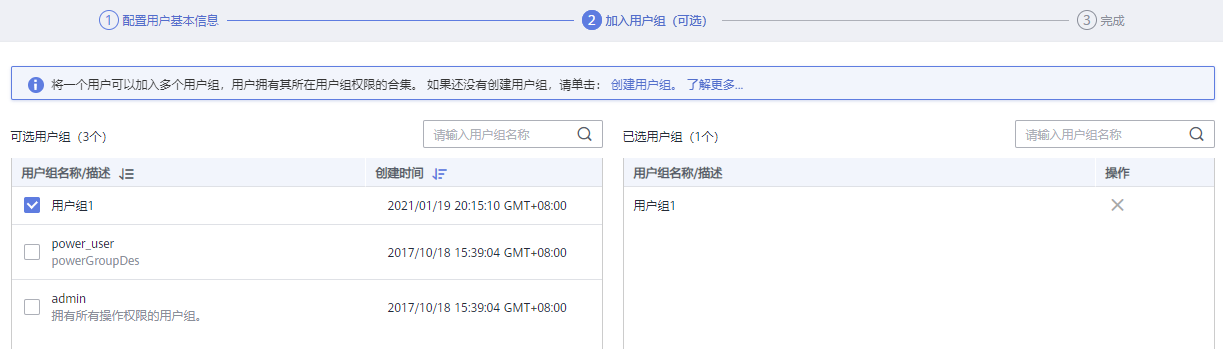 1 配置用户基本信息 2 加入用户组（可选） 3 完成
将一个用户可以加入多个用户组，用户拥有其所在用户组权限的合集。 如果还没有创建用户组，请单击： 创建用户组。 了解更多...
可选用户组（3个） 请输入用户组名称
已选用户组（1个） 请输入用户组名称
用户组名称/描述 创建时间
用户组1 2021/01/19 20:15:10 GMT+08:00
power_user
powerGroupDes 2017/10/18 15:39:04 GMT+08:00
admin
拥有所有操作权限的用户组。 2017/10/18 15:39:04 GMT+08:00
用户组名称/描述 操作
用户组1